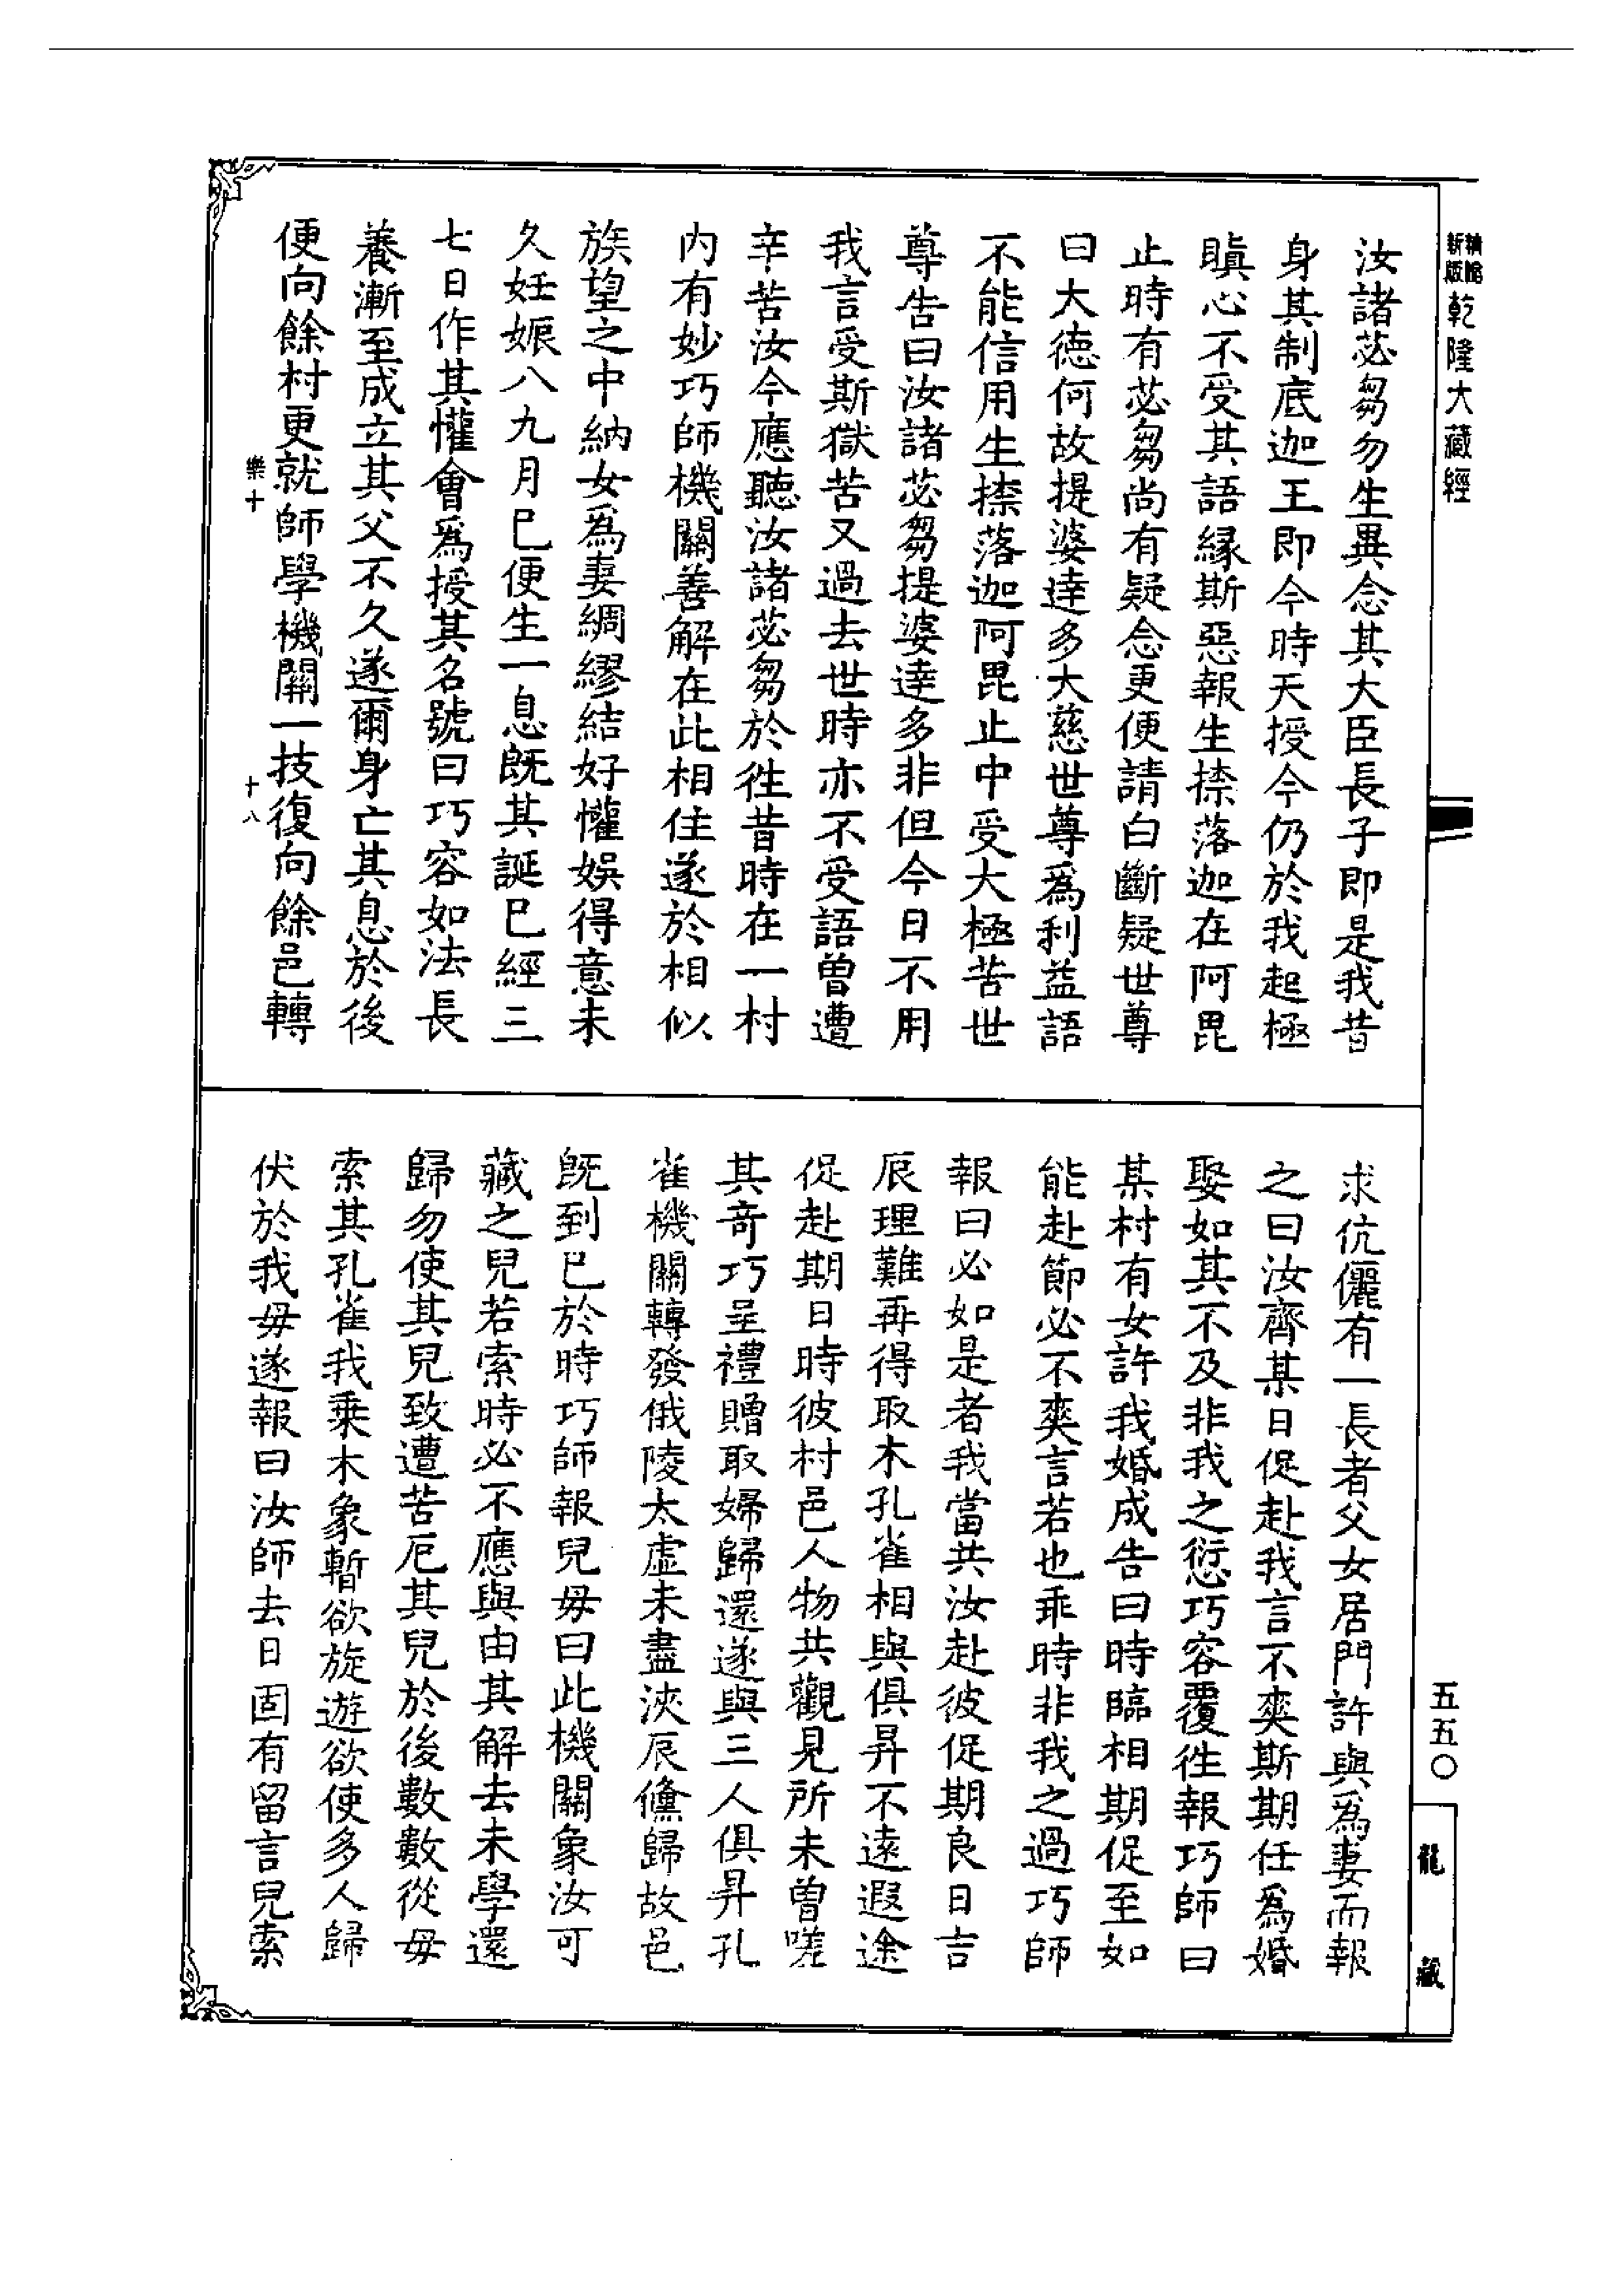 新版
乾隆大藏經
汝諸苾芻勿生異念其大臣長子即是我昔
身其制底迦王即今時天授今仍於我起極
瞋心不受其語緣斯惡報生捺落迦在阿毘
止時有苾芻尚有疑念更便請白斷疑世尊
曰大德何故提婆達多大慈世尊為利益語
不能信用生捺落迦阿毘止中受大極苦世
尊告曰汝諸苾芻提婆達多非但今日不用
我言受斯獄苦又過去世時亦不受語曾遭
辛苦汝今應聽汝諸苾芻於徃昔時在一村
內有妙巧師機關善解在此相住遂於相似
族望之中納女爲妻綢繆結好懽娛得意未
久妊娠八九月已便生一息既其誕已經三
七日作其懽會爲授其名號曰巧容如法長
養漸至成立其父不久遂爾身亡其息於後
便向餘村更就師學機關一技復向餘邑轉
樂十
十八
求伉儷有一長者父女居門許與爲妻而報
之曰汝齊某日促赴我言不爽斯期任爲婚
娶如其不及非我之愆巧容覆徃報巧師曰
某村有女許我婚成告曰時臨相期促至如
能赴節必不爽言若也乖時非我之過巧師
報曰必如是者我當共汝赴彼促期良日吉
辰理難再得取木孔雀相與俱昇不遠遐途
促赴期日時彼村邑人物共觀見所未曾嗟
其奇巧呈禮贈取婦歸還遂與三人俱昇孔
雀機關轉發俄陵太虛未盡浹辰儵歸故邑
既到已於時巧師報兒母曰此機關象汝可
藏之兒若索時必不應與由其解去未學還
歸勿使其兒致遭苦厄其兒於後數數從母
索其孔雀我乗木象暫欲旋遊欲使多人歸
伏於我母遂報曰汝師去日固有留言兒索
五五〇
龍藏